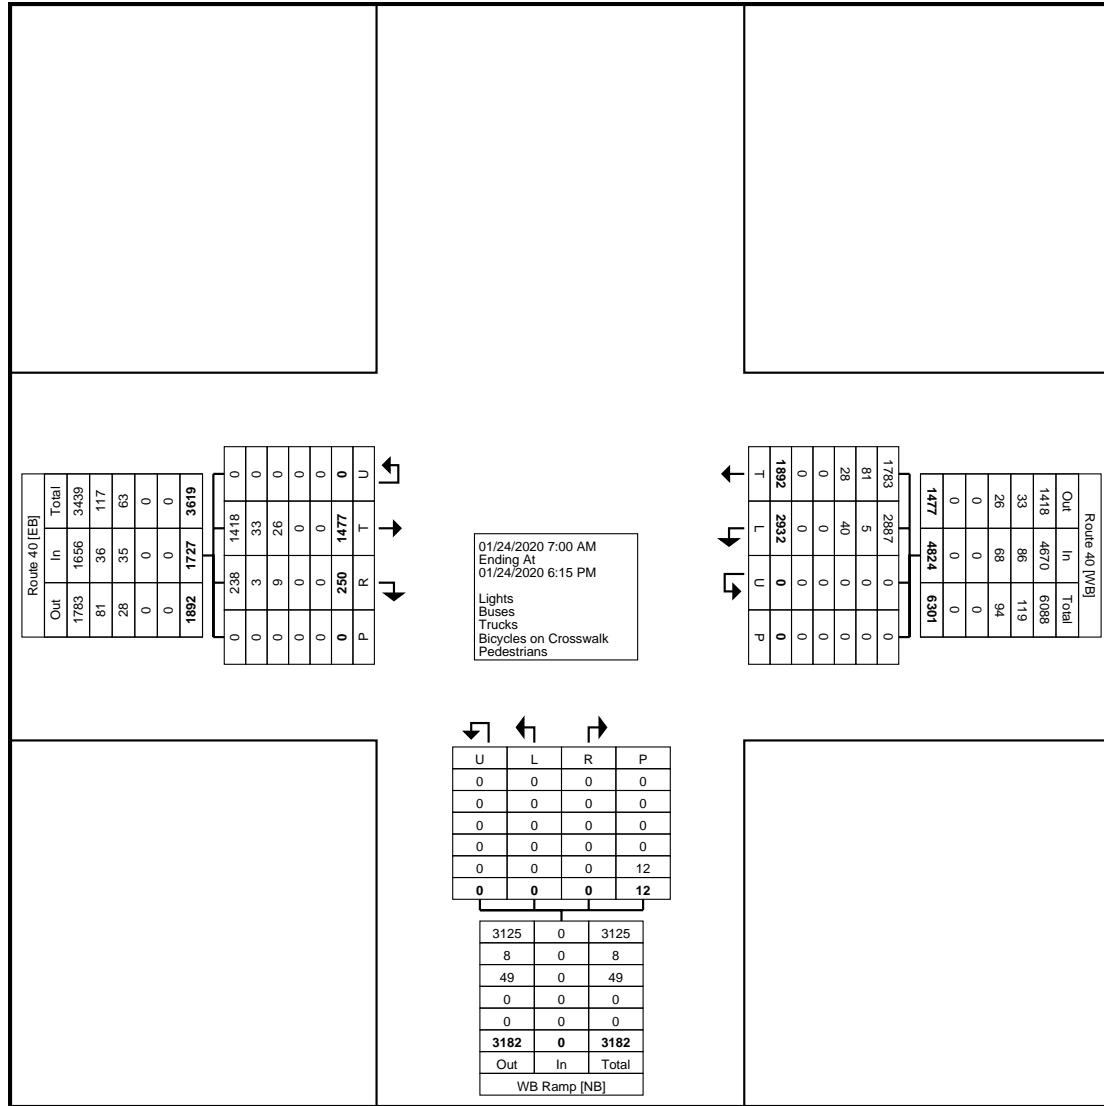 U T R P
0 1477 250 0
0 0 0 0
0 0 0 0
0 26 9 0
0 33 3 0
0 1418 238 0
3619 1727 1892
0 0 0
0 0 0
63 35 28
117 36 81
3439 1656 1783
Total In Out
Route 40 [EB]
01/24/2020 7:00 AM
Ending At
01/24/2020 6:15 PM
Lights
Buses
Trucks
Bicycles on Crosswalk
Pedestrians
Route 40 [WB]
Out In Total
1418 4670 6088
33 86 119
26 68 94
0 0 0
0 0 0
1477 4824 6301
1783 2887 0 0
81 5 0 0
28 40 0 0
0 0 0 0
0 0 0 0
1892 2932 0 0
T L U P
U L R P
0 0 0 0
0 0 0 0
0 0 0 0
0 0 0 0
0 0 0 12
0 0 0 12
3125 0 3125
8 0 8
49 0 49
0 0 0
0 0 0
3182 0 3182
Out In Total
WB Ramp [NB]